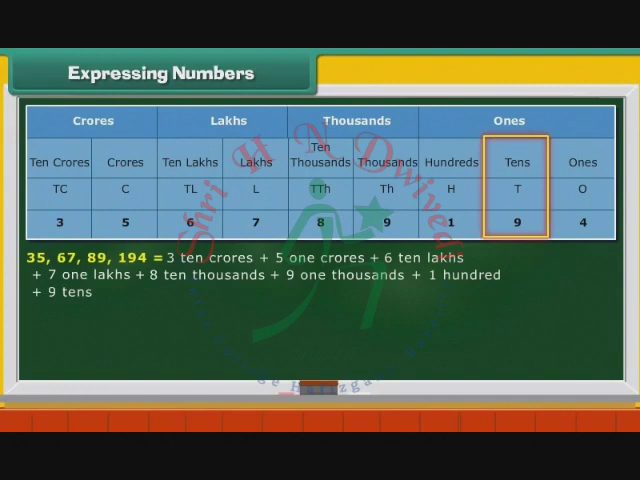 Expressing Numbers
Crores Lakhs Thousands Ones
Ten Crores Crores Ten Lakhs Lakhs Ten Thousands Thousands Hundreds Tens Ones
TC C TL L TTh Th H T O
3 5 6 7 8 9 1 9 4
35, 67, 89, 194 = 3 ten crores + 5 one crores + 6 ten lakhs
+ 7 one lakhs + 8 ten thousands + 9 one thousands + 1 hundred
+ 9 tens
Shri H N Dwived